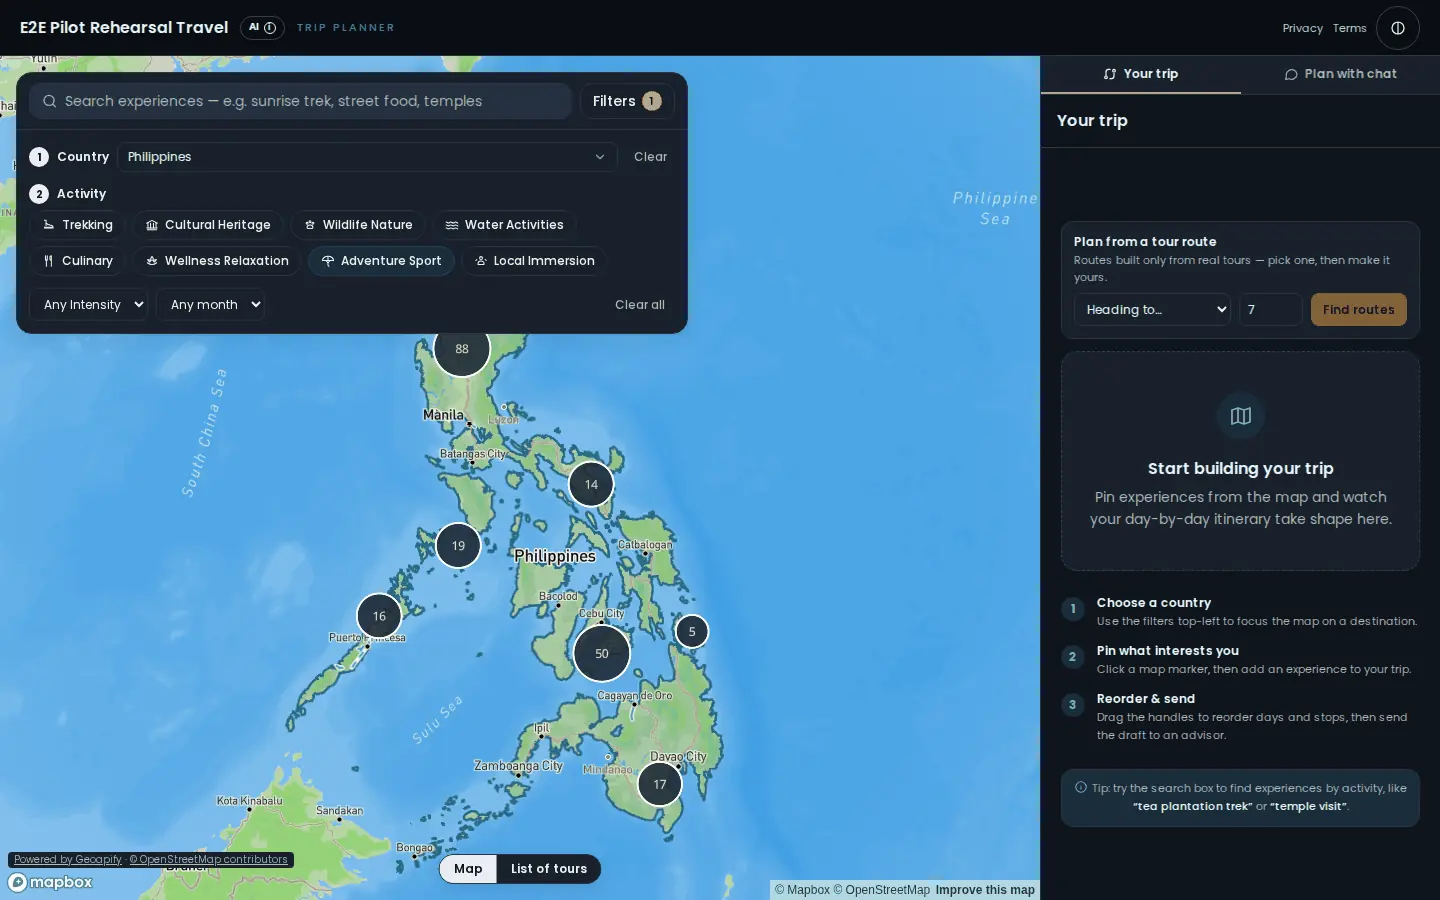 E2E Pilot Rehearsal Travel
AI
TRIP PLANNER
Privacy
Terms
Search experiences — e.g. sunrise trek, street food, temples
Filters 1
1 Country
Philippines
Clear
2 Activity
Trekking
Cultural Heritage
Wildlife Nature
Water Activities
Culinary
Wellness Relaxation
Adventure Sport
Local Immersion
Any Intensity
Any month
Clear all
Yulin
Philippine
Sea
South China Sea
88
Manila
Luzon
Batangas City
14
19
Philippines
Catbalogan
Bacolod
Cebu City
16
Puerto Princesa
5
50
Cagayan de Oro
Sulu Sea
Ipil
Zamboanga City
Mindanao
Davao City
17
Kota Kinabalu
Sandakan
Bongao
Powered by Geoapify · © OpenStreetMap contributors
mapbox
Map
List of tours
© Mapbox © OpenStreetMap Improve this map
Your trip
Plan with chat
Your trip
Plan from a tour route
Routes built only from real tours — pick one, then make it
yours.
Heading to...
7
Find routes
Start building your trip
Pin experiences from the map and watch
your day-by-day itinerary take shape here.
1
Choose a country
Use the filters top-left to focus the map on a destination.
2
Pin what interests you
Click a map marker, then add an experience to your trip.
3
Reorder & send
Drag the handles to reorder days and stops, then send
the draft to an advisor.
Tip: try the search box to find experiences by activity, like
“tea plantation trek” or “temple visit”.